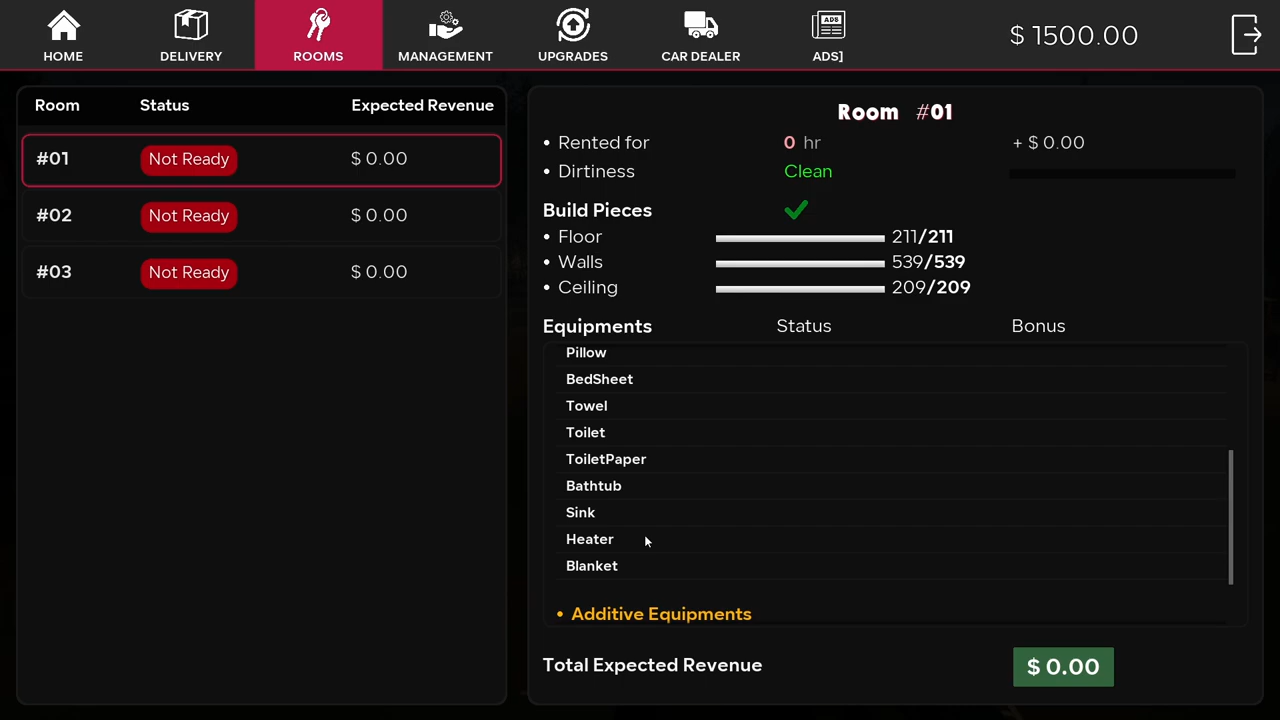 HOME DELIVERY ROOMS MANAGEMENT UPGRADES CAR DEALER ADS] $ 1500.00
ADS
Room Status Expected Revenue
#01 Not Ready $ 0.00
#02 Not Ready $ 0.00
#03 Not Ready $ 0.00
Room #01
• Rented for 0 hr + $ 0.00
• Dirtiness Clean
Build Pieces
• Floor 211/211
• Walls 539/539
• Ceiling 209/209
Equipments Status Bonus
Pillow
BedSheet
Towel
Toilet
ToiletPaper
Bathtub
Sink
Heater
Blanket
• Additive Equipments
Total Expected Revenue $ 0.00